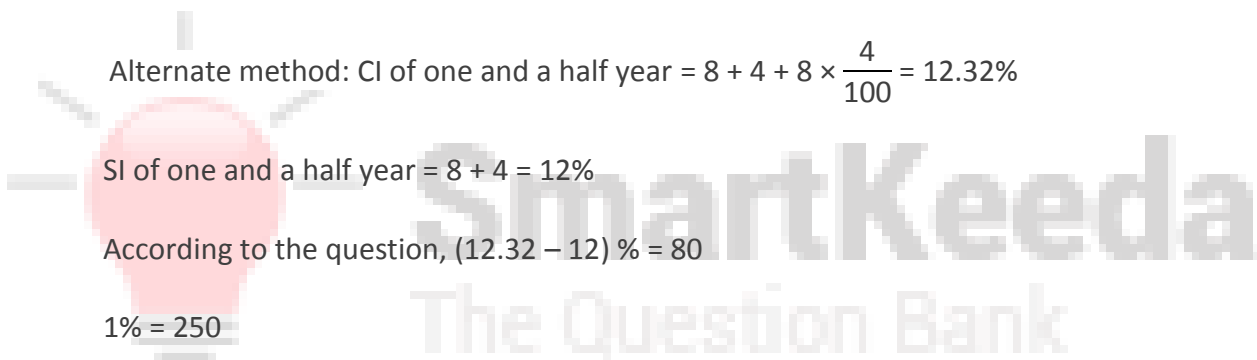 Alternate method: CI of one and a half year = 8 + 4 + 8 × 4/100 = 12.32%
SI of one and a half year = 8 + 4 = 12%
SmartKeeda
According to the question, (12.32 – 12) % = 80
The Question Bank
1% = 250